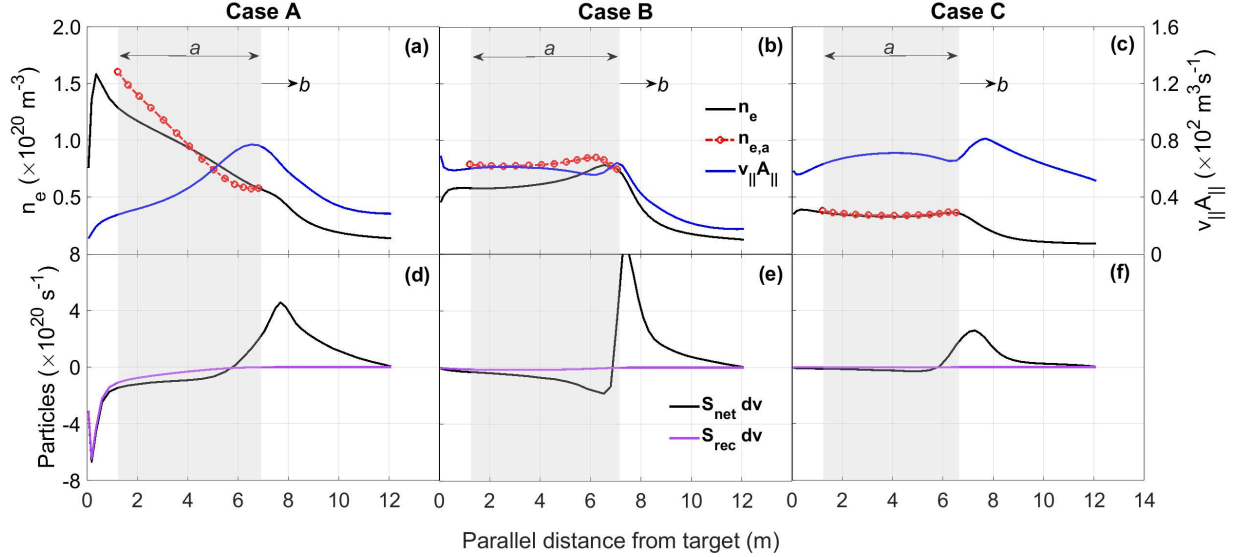 Case A
Case B
Case C
2.0
1.5
1.0
0.5
n_e (×10^20 m^-3)
(a)
a
b
(b)
a
b
n_e
n_e,a
v_||A_||
(c)
a
b
1.6
1.2
0.8
0.4
0
v_||A_|| (×10^2 m^3s^-1)
8
4
0
-4
-8
Particles (×10^20 s^-1)
(d)
(e)
S_net dv
S_rec dv
(f)
0 2 4 6 8 10 12 0 2 4 6 8 10 12 2 4 6 8 10 12 14
Parallel distance from target (m)